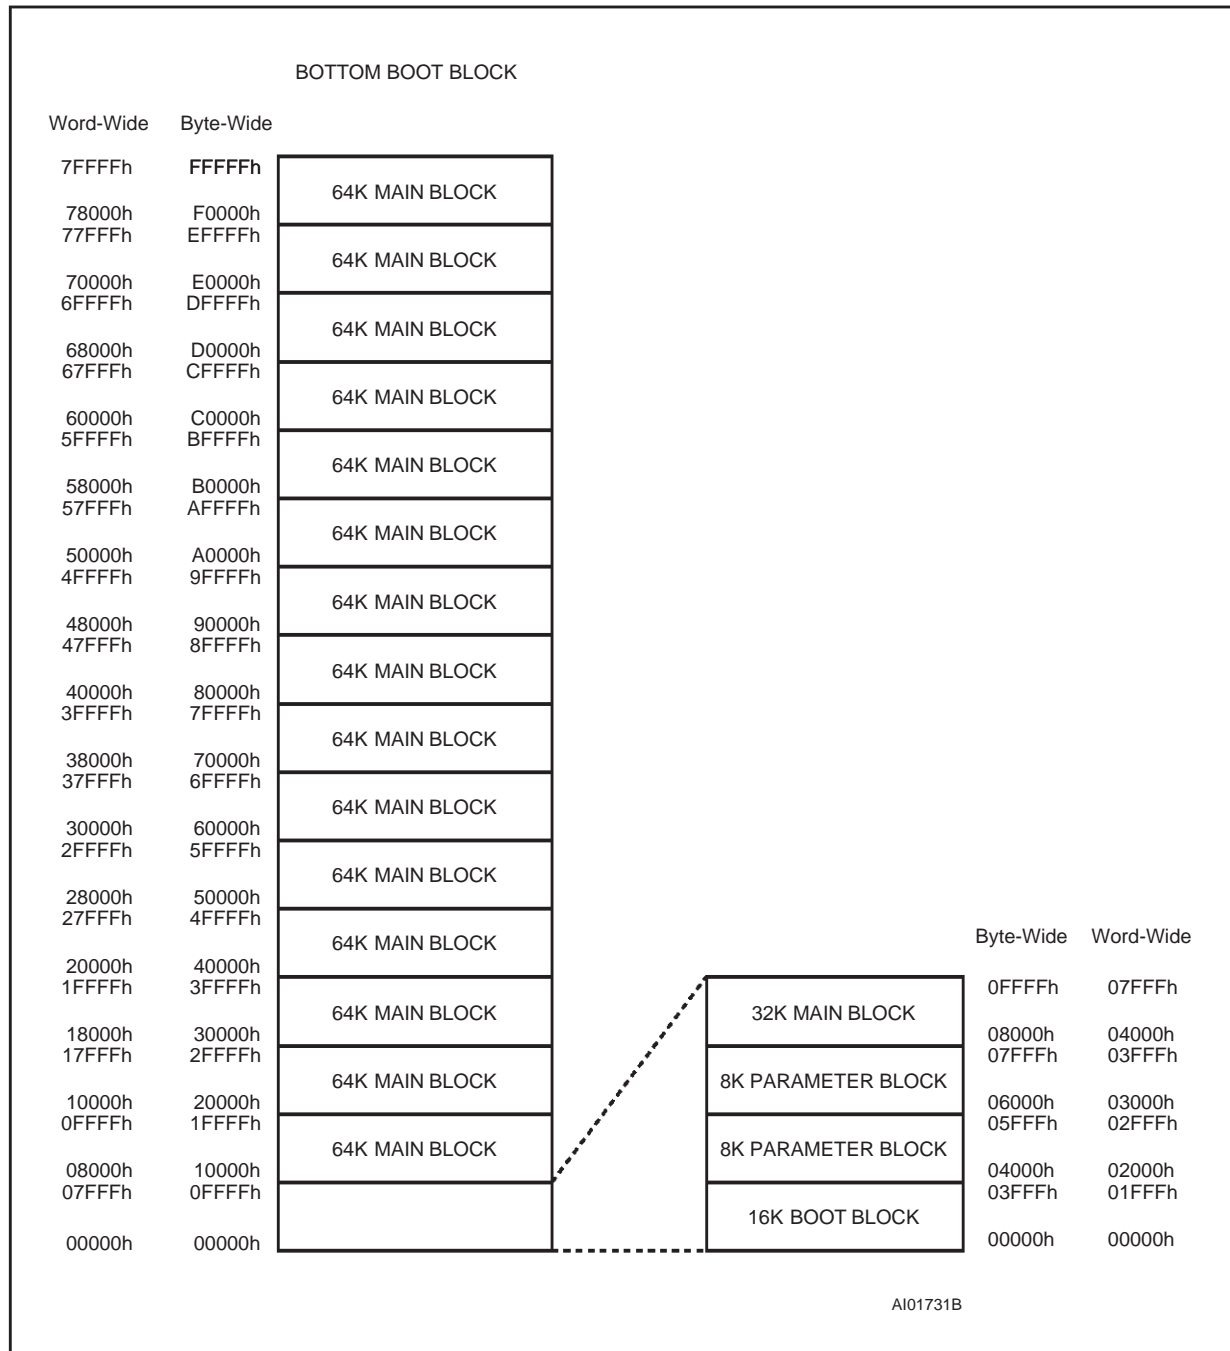 BOTTOM BOOT BLOCK
Word-Wide Byte-Wide
7FFFFh FFFFFh
64K MAIN BLOCK
78000h F0000h
77FFFh EFFFFh
64K MAIN BLOCK
70000h E0000h
6FFFFh DFFFFh
64K MAIN BLOCK
68000h D0000h
67FFFh CFFFFh
64K MAIN BLOCK
60000h C0000h
5FFFFh BFFFFh
64K MAIN BLOCK
58000h B0000h
57FFFh AFFFFh
64K MAIN BLOCK
50000h A0000h
4FFFFh 9FFFFh
64K MAIN BLOCK
48000h 90000h
47FFFh 8FFFFh
64K MAIN BLOCK
40000h 80000h
3FFFFh 7FFFFh
64K MAIN BLOCK
38000h 70000h
37FFFh 6FFFFh
64K MAIN BLOCK
30000h 60000h
2FFFFh 5FFFFh
64K MAIN BLOCK
28000h 50000h
27FFFh 4FFFFh
64K MAIN BLOCK
20000h 40000h
1FFFFh 3FFFFh
64K MAIN BLOCK
18000h 30000h
17FFFh 2FFFFh
64K MAIN BLOCK
10000h 20000h
0FFFFh 1FFFFh
64K MAIN BLOCK
08000h 10000h
07FFFh 0FFFFh
00000h 00000h
Byte-Wide Word-Wide
0FFFFh 07FFFh
32K MAIN BLOCK
08000h 04000h
07FFFh 03FFFh
8K PARAMETER BLOCK
06000h 03000h
05FFFh 02FFFh
8K PARAMETER BLOCK
04000h 02000h
03FFFh 01FFFh
16K BOOT BLOCK
00000h 00000h
AI01731B